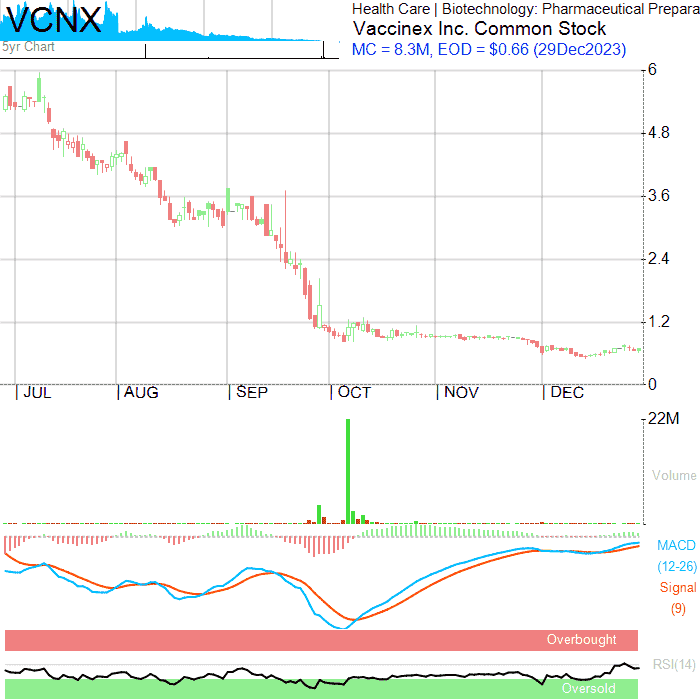 VCNX
Health Care | Biotechnology: Pharmaceutical Prepara
Vaccinex Inc. Common Stock
MC = 8.3M, EOD = $0.66 (29Dec2023)
5yr Chart
6
4.8
3.6
2.4
1.2
0
JUL AUG SEP OCT NOV DEC
22M
Volume
MACD
(12-26)
Signal
(9)
Overbought
RSI(14)
Oversold